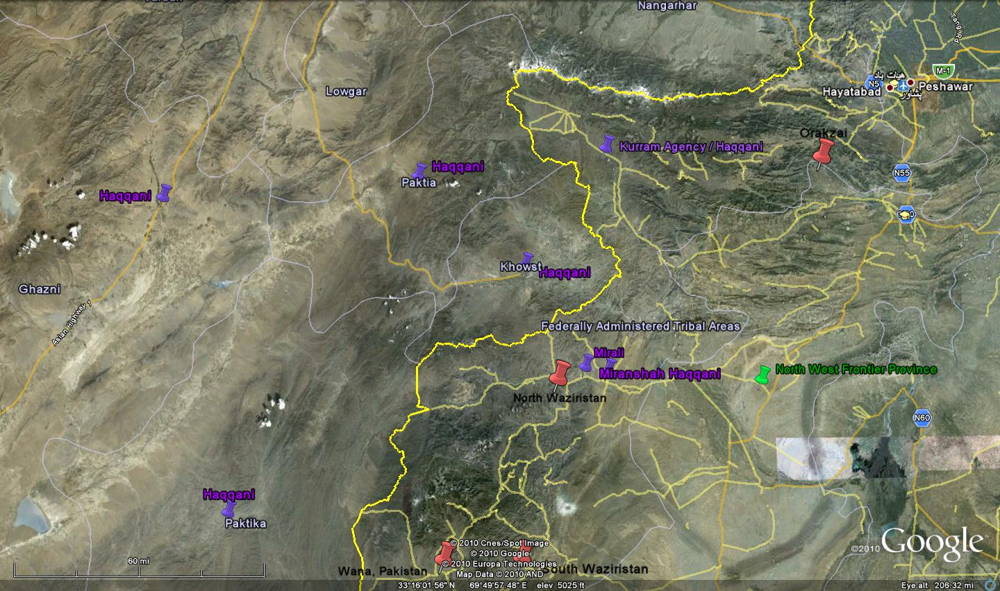 Nangarhar
Tiangi Rd
Lowgar
هیات باد
M-1
N5
Hayatabad
Peshawar
پشاور
Orakzai
Kurram Agency / Haqqani
Haqqani
Paktia
N55
Haqqani
Khowst
Haqqani
Ghazni
Asian Highway 1
Federally Administered Tribal Areas
Mirali
Miranshah Haqqani
North West Frontier Province
North Waziristan
N60
Haqqani
Paktika
60 mi
© 2010 Cnes/Spot Image
© 2010 Google
© 2010 Europa Technologies
Map Data © 2010 AND
©2010 Google
Wana, Pakistan
South Waziristan
33°16'01.56" N 69°49'57.48" E elev 5025 ft
Eye alt 206.32 mi